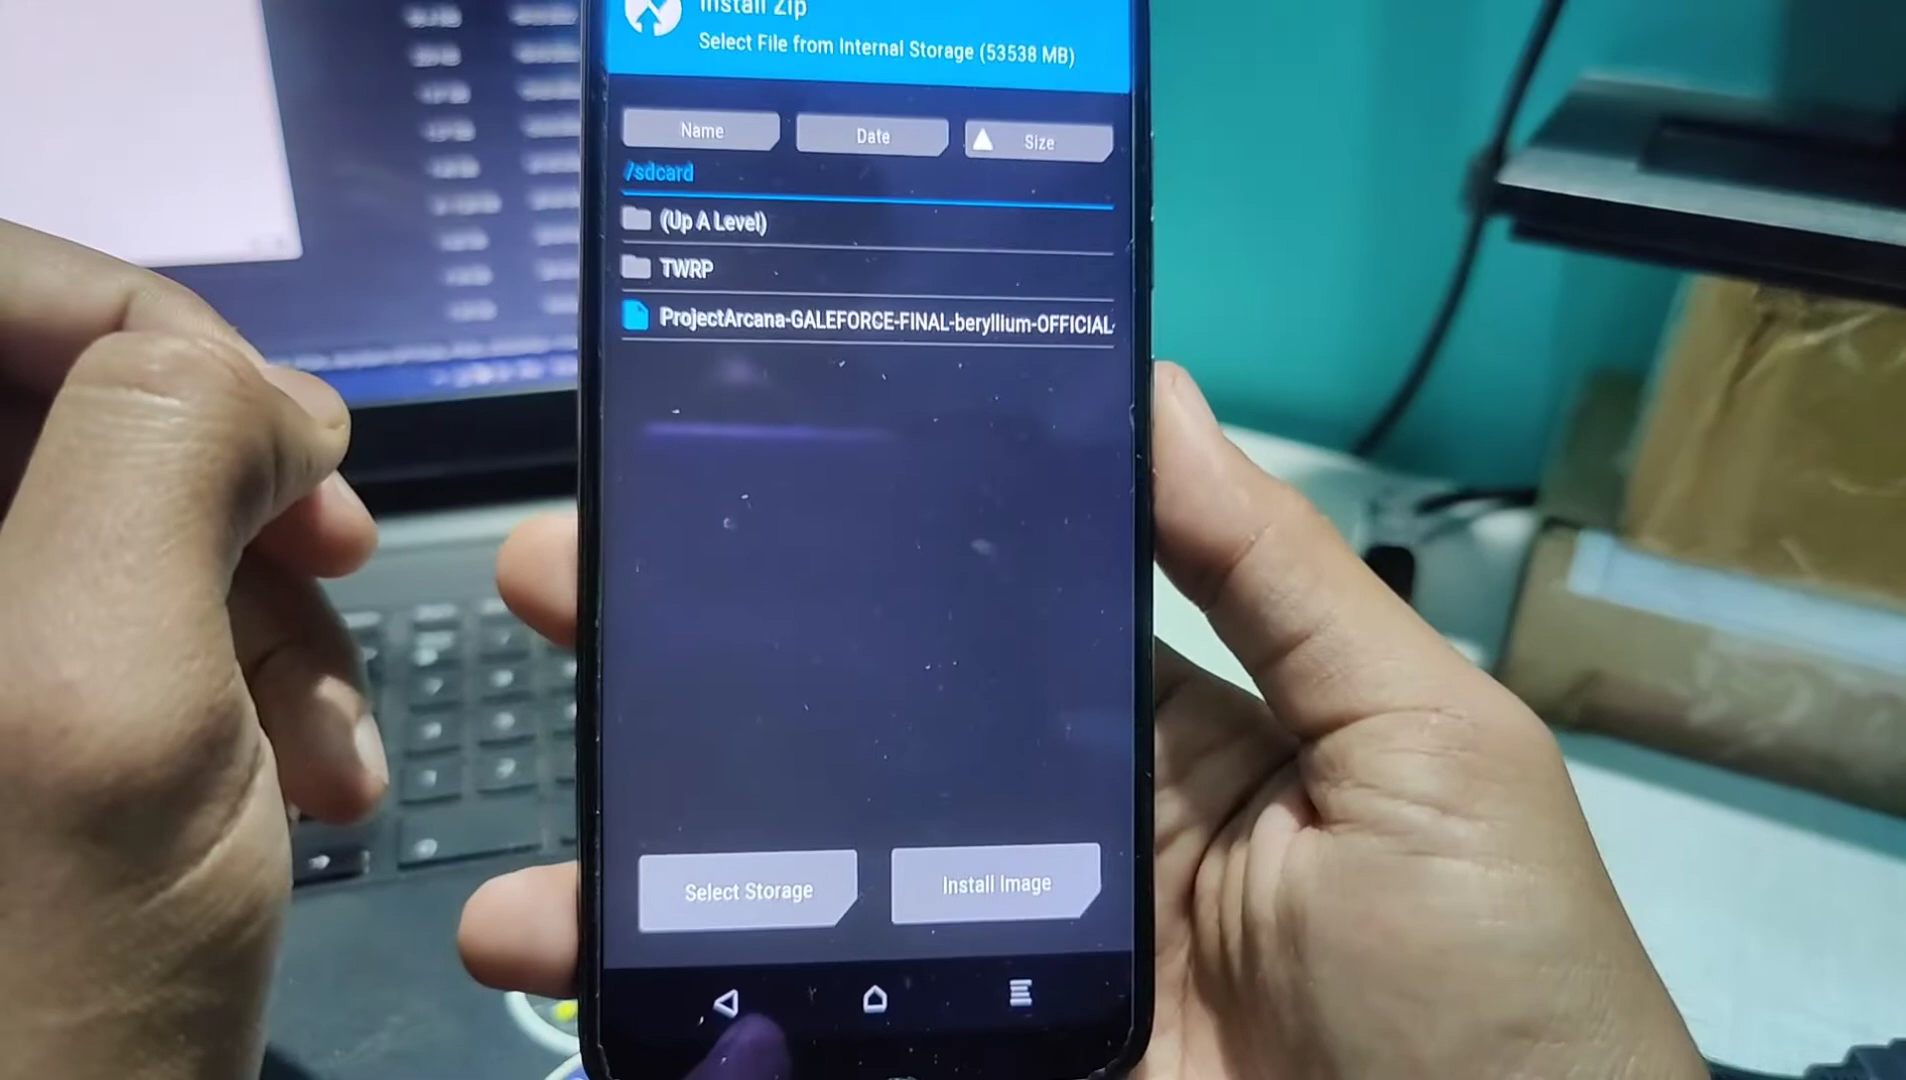 Install Zip
Select File from Internal Storage (53538 MB)
Name
Date
Size
/sdcard
(Up A Level)
TWRP
ProjectArcana-GALEFORCE-FINAL-beryllium-OFFICIAL-
Select Storage
Install Image